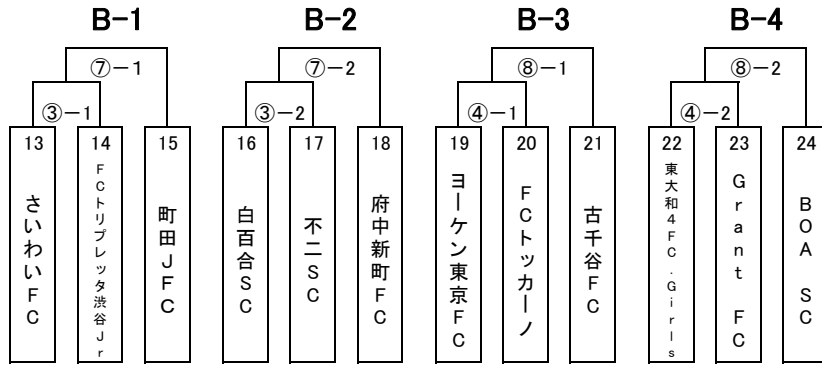 B-1 B-2 B-3 B-4
⑦-1 ⑦-2 ⑧-1 ⑧-2
③-1 ③-2 ④-1 ④-2
13 14 15 16 17 18 19 20 21 22 23 24
さいわいFC
FCトリプレッタ渋谷Jr
町田JFC
白百合SC
不二SC
府中新町FC
ヨーケン東京FC
FCトッカーノ
古千谷FC
東大和4FC.Girls
Grant FC
BOA SC